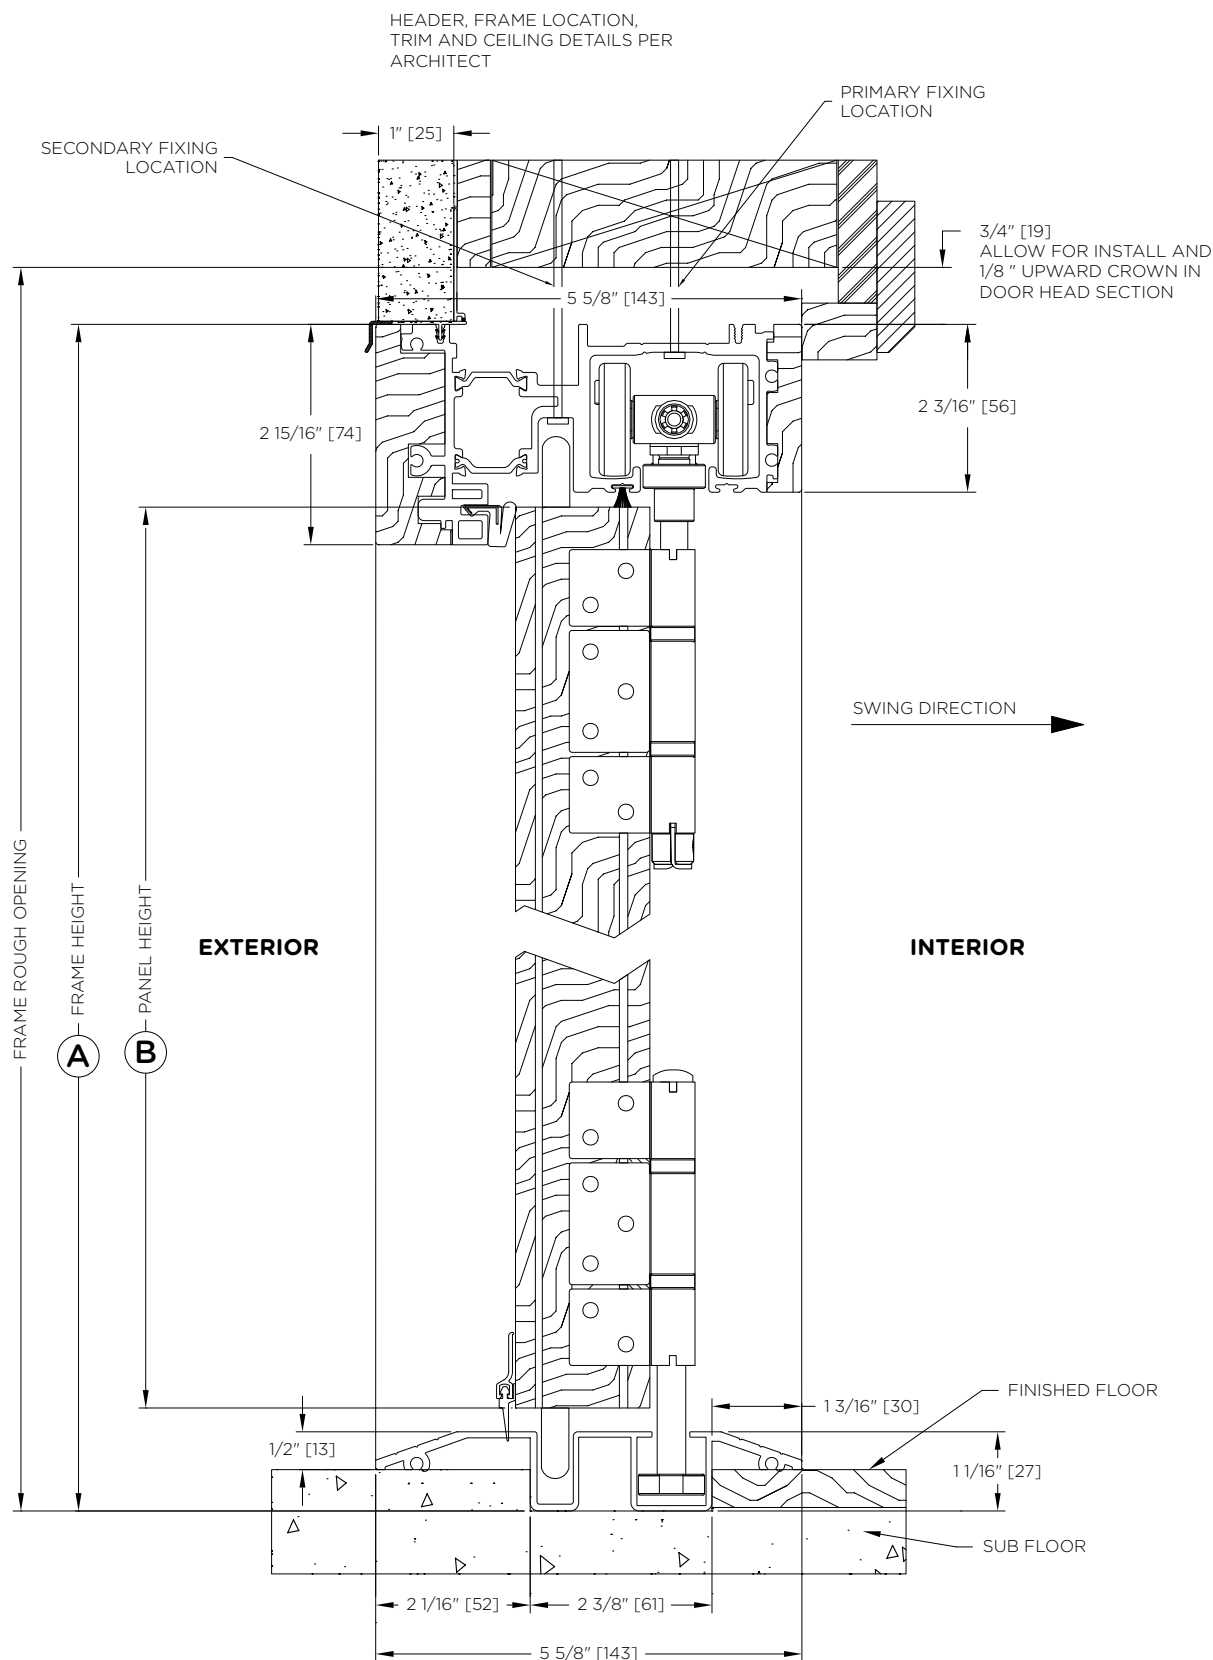 HEADER, FRAME LOCATION,
TRIM AND CEILING DETAILS PER
ARCHITECT
PRIMARY FIXING
LOCATION
1" [25]
SECONDARY FIXING
LOCATION
3/4" [19]
ALLOW FOR INSTALL AND
1/8 " UPWARD CROWN IN
DOOR HEAD SECTION
5 5/8" [143]
2 15/16" [74]
2 3/16" [56]
SWING DIRECTION
FRAME ROUGH OPENING
FRAME HEIGHT
A
PANEL HEIGHT
B
EXTERIOR
INTERIOR
FINISHED FLOOR
1 3/16" [30]
1/2" [13]
1 1/16" [27]
SUB FLOOR
2 1/16" [52]
2 3/8" [61]
5 5/8" [143]